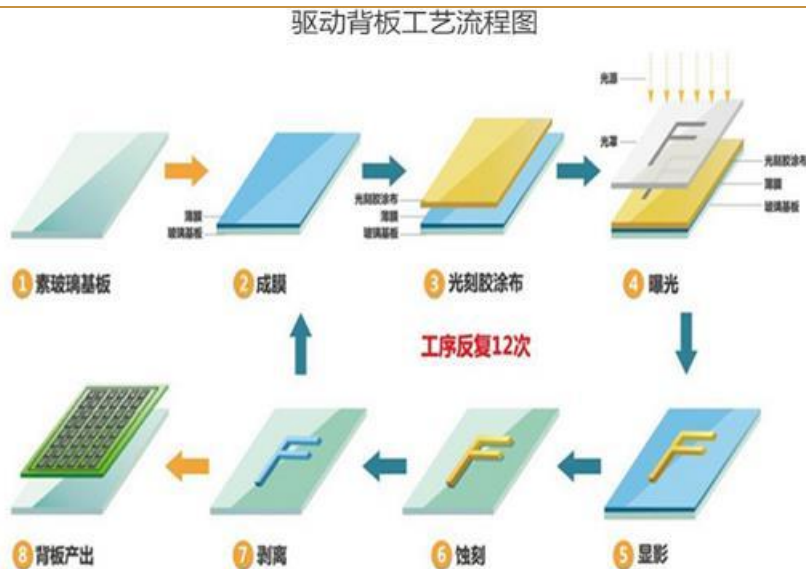 驱动背板工艺流程图
光源
光罩
光刻胶涂布
薄膜
玻璃基板
薄膜
玻璃基板
光刻胶涂布
薄膜
玻璃基板
1 素玻璃基板
2 成膜
3 光刻胶涂布
4 曝光
工序反复12次
8 背板产出
7 剥离
6 蚀刻
5 显影